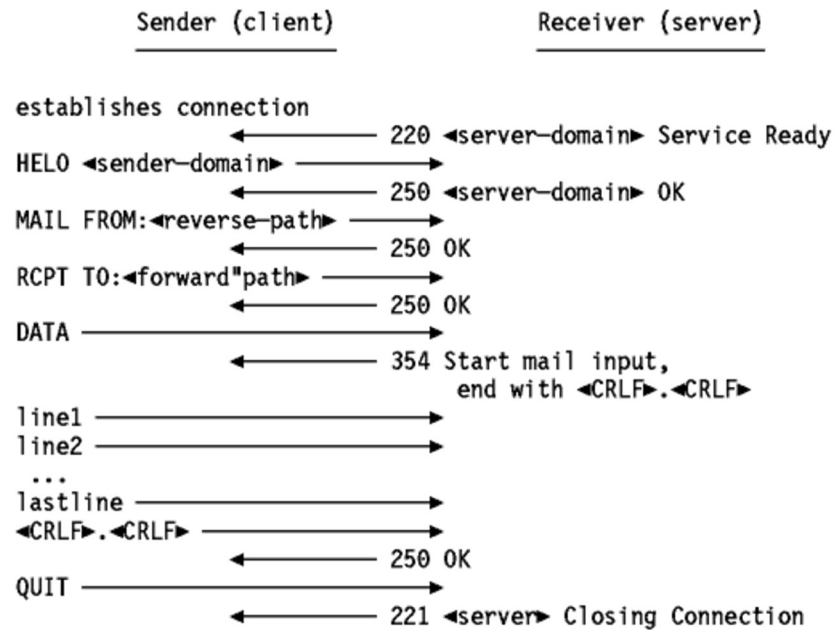 Sender (client) Receiver (server)
establishes connection
220 <server-domain> Service Ready
HELO <sender-domain>
250 <server-domain> OK
MAIL FROM:<reverse-path>
250 OK
RCPT TO:<forward"path>
250 OK
DATA
354 Start mail input,
end with <CRLF>.<CRLF>
line1
line2
...
lastline
<CRLF>.<CRLF>
250 OK
QUIT
221 <server> Closing Connection